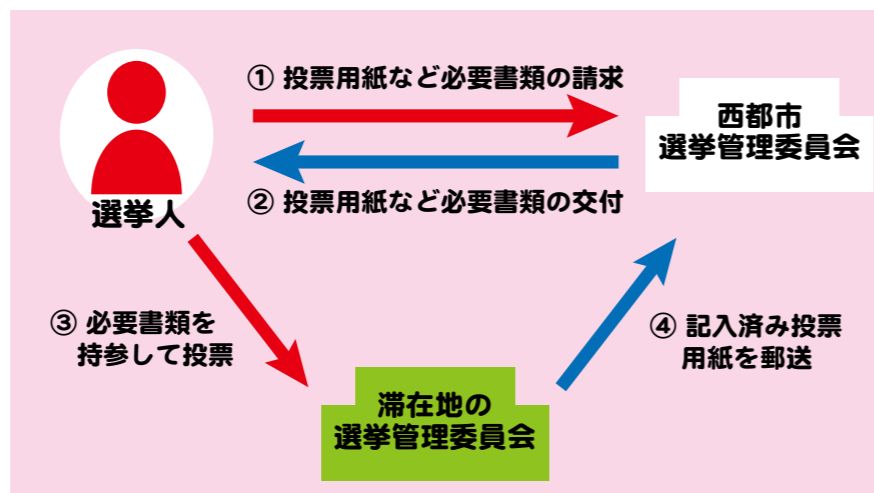 ① 投票用紙など必要書類の請求
西都市
選挙管理委員会
② 投票用紙など必要書類の交付
選挙人
③ 必要書類を
持参して投票
④ 記入済み投票
用紙を郵送
滞在地の
選挙管理委員会